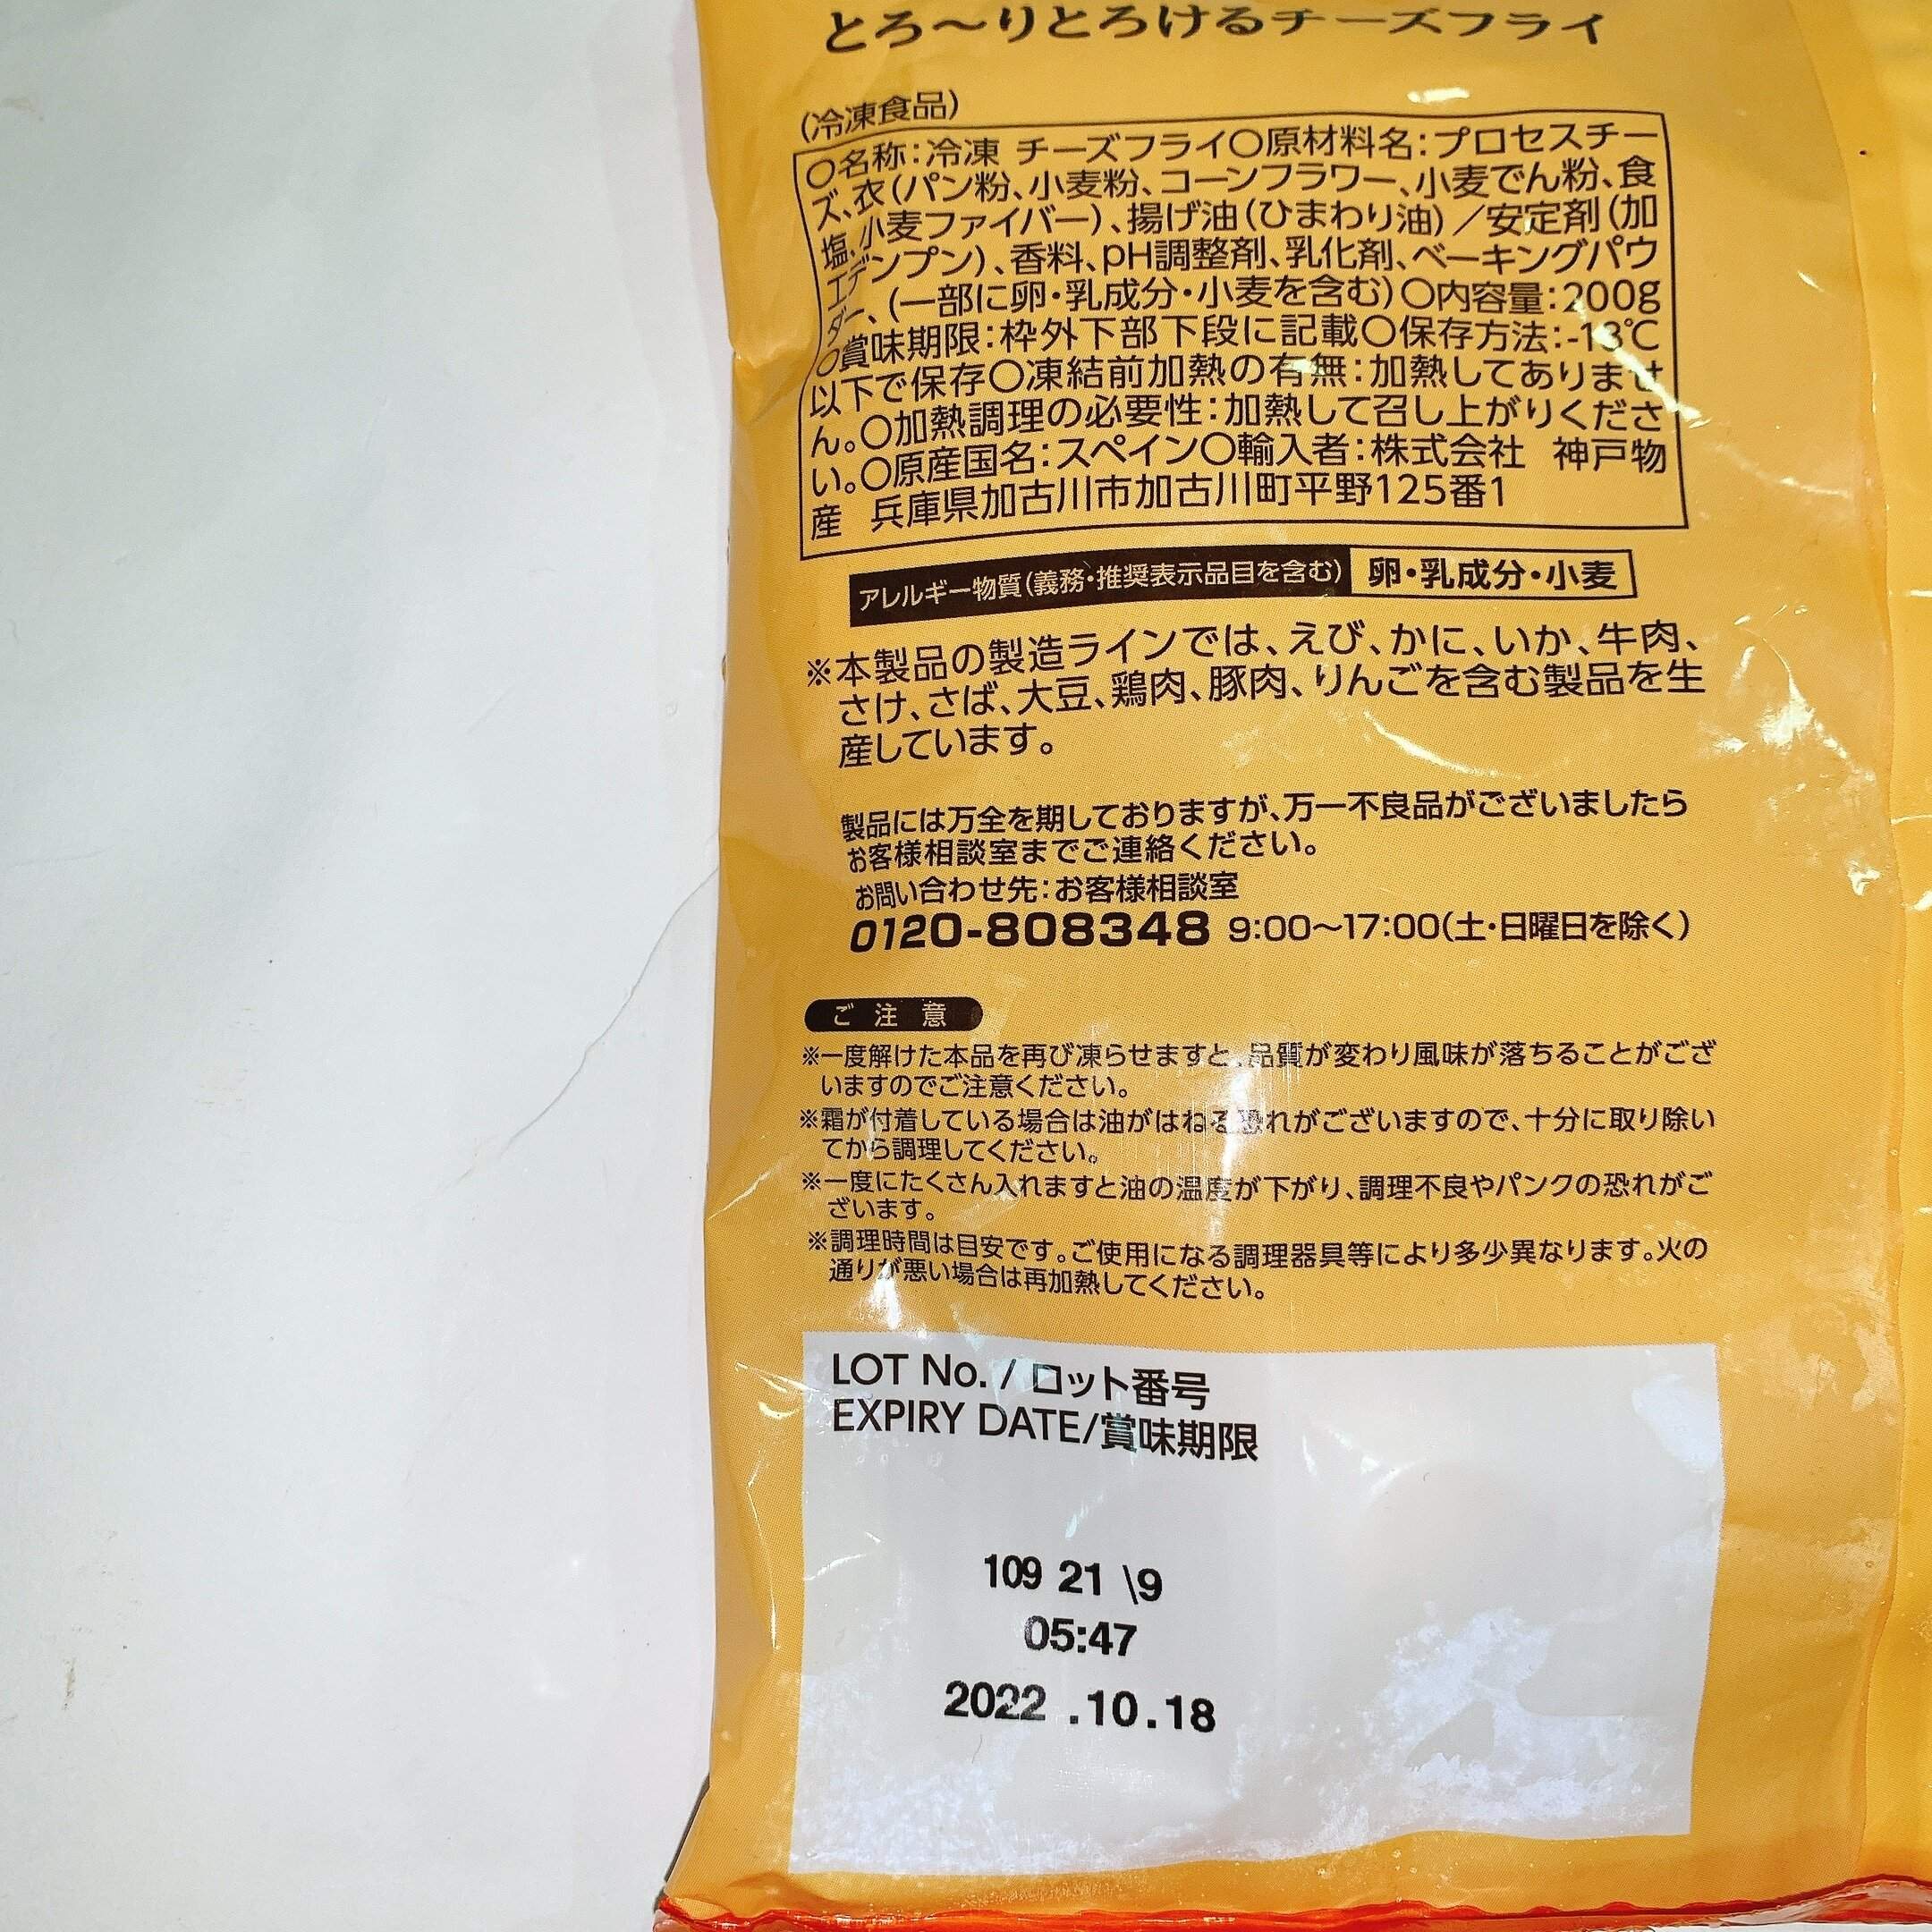 とろ〜りとろけるチーズフライ
(冷凍食品)
〇名称:冷凍 チーズフライ〇原材料名:プロセスチー
ズ、衣(パン粉、小麦粉、コーンフラワー、小麦でん粉、食
塩、小麦ファイバー)、揚げ油(ひまわり油)/安定剤(加
工デンプン)、香料、pH調整剤、乳化剤、ベーキングパウ
ダー、(一部に卵・乳成分・小麦を含む)〇内容量:200g
〇賞味期限:枠外下部下段に記載〇保存方法:-18℃
以下で保存〇凍結前加熱の有無:加熱してありませ
ん。〇加熱調理の必要性:加熱して召し上がりくださ
い。〇原産国名:スペイン〇輸入者:株式会社 神戸物
産 兵庫県加古川市加古川町平野125番1
アレルギー物質(義務・推奨表示品目を含む) 卵・乳成分・小麦
※本製品の製造ラインでは、えび、かに、いか、牛肉、
さけ、さば、大豆、鶏肉、豚肉、りんごを含む製品を生
産しています。
製品には万全を期しておりますが、万一不良品がございましたら
お客様相談室までご連絡ください。
お問い合わせ先:お客様相談室
0120-808348 9:00〜17:00(土・日曜日を除く)
ご注意
※一度解けた本品を再び凍らせますと、品質が変わり風味が落ちることがござ
いますのでご注意ください。
※霜が付着している場合は油がはねる恐れがございますので、十分に取り除い
てから調理してください。
※一度にたくさん入れますと油の温度が下がり、調理不良やパンクの恐れがご
ざいます。
※調理時間は目安です。ご使用になる調理器具等により多少異なります。火の
通りが悪い場合は再加熱してください。
LOT No. / ロット番号
EXPIRY DATE/賞味期限
109 21 \9
05:47
2022 .10.18